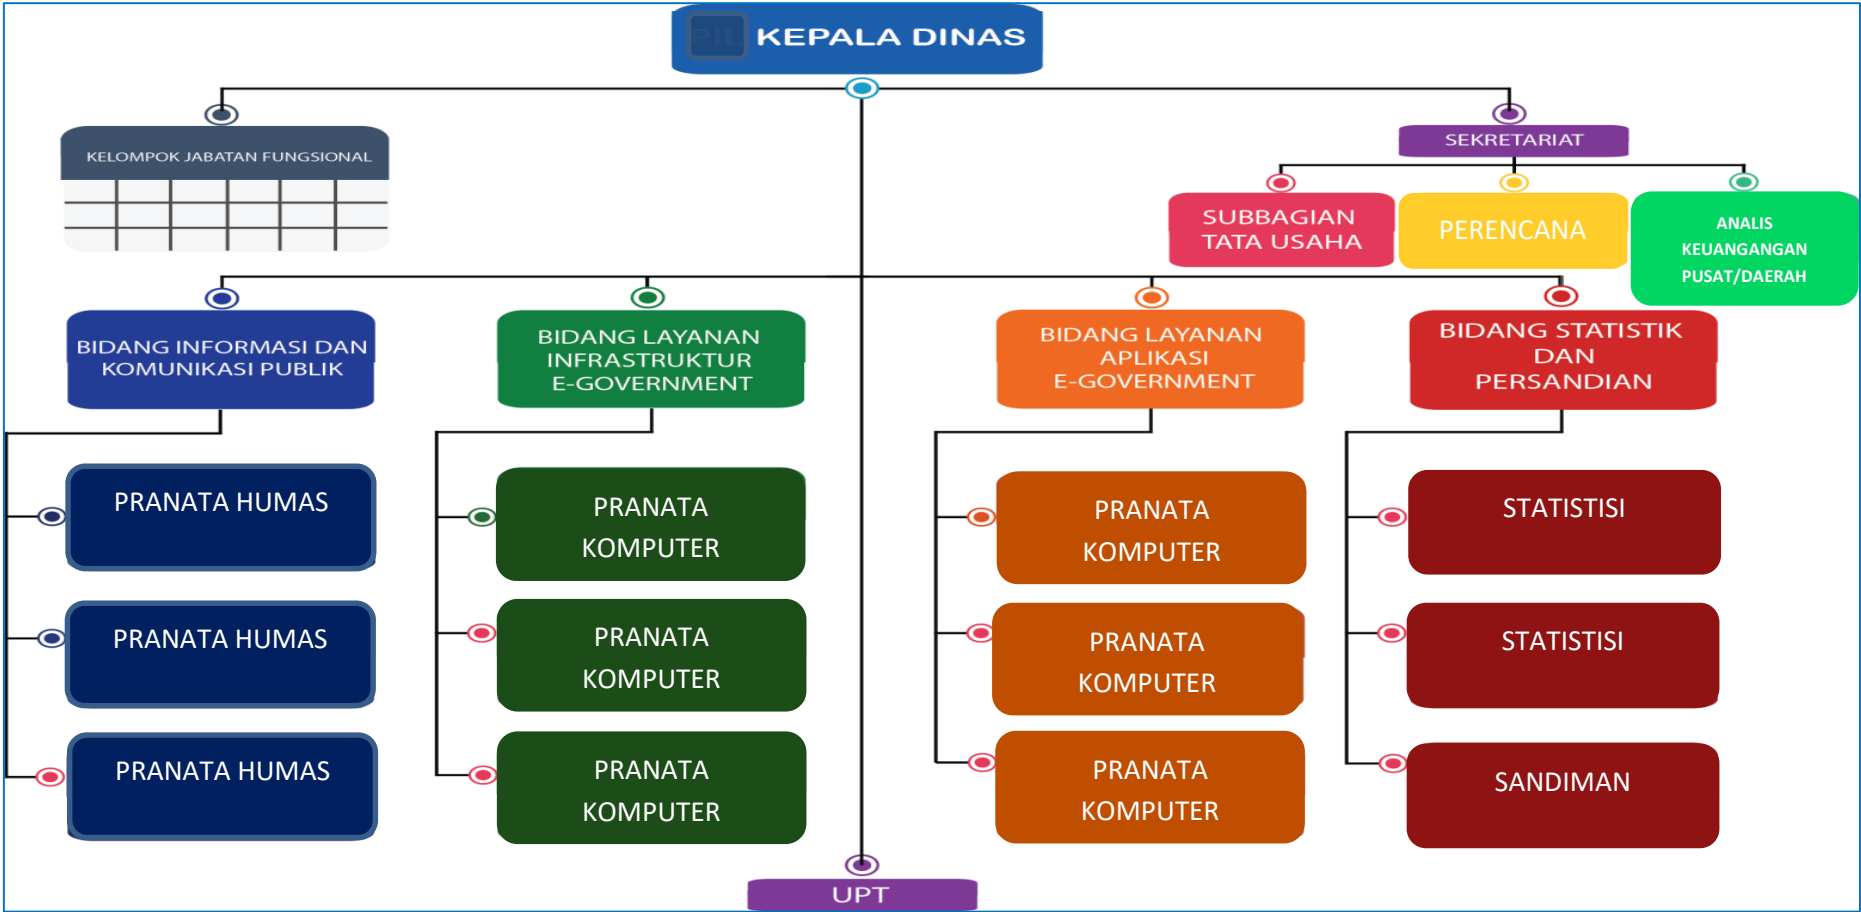 Plt. KEPALA DINAS
KELOMPOK JABATAN FUNGSIONAL
SEKRETARIAT
SUBBAGIAN
TATA USAHA
PERENCANA
ANALIS
KEUANGANGAN
PUSAT/DAERAH
BIDANG INFORMASI DAN
KOMUNIKASI PUBLIK
BIDANG LAYANAN
INFRASTRUKTUR
E-GOVERNMENT
BIDANG LAYANAN
APLIKASI
E-GOVERNMENT
BIDANG STATISTIK
DAN
PERSANDIAN
PRANATA HUMAS
PRANATA HUMAS
PRANATA HUMAS
PRANATA
KOMPUTER
PRANATA
KOMPUTER
PRANATA
KOMPUTER
PRANATA
KOMPUTER
PRANATA
KOMPUTER
PRANATA
KOMPUTER
STATISTISI
STATISTISI
SANDIMAN
UPT